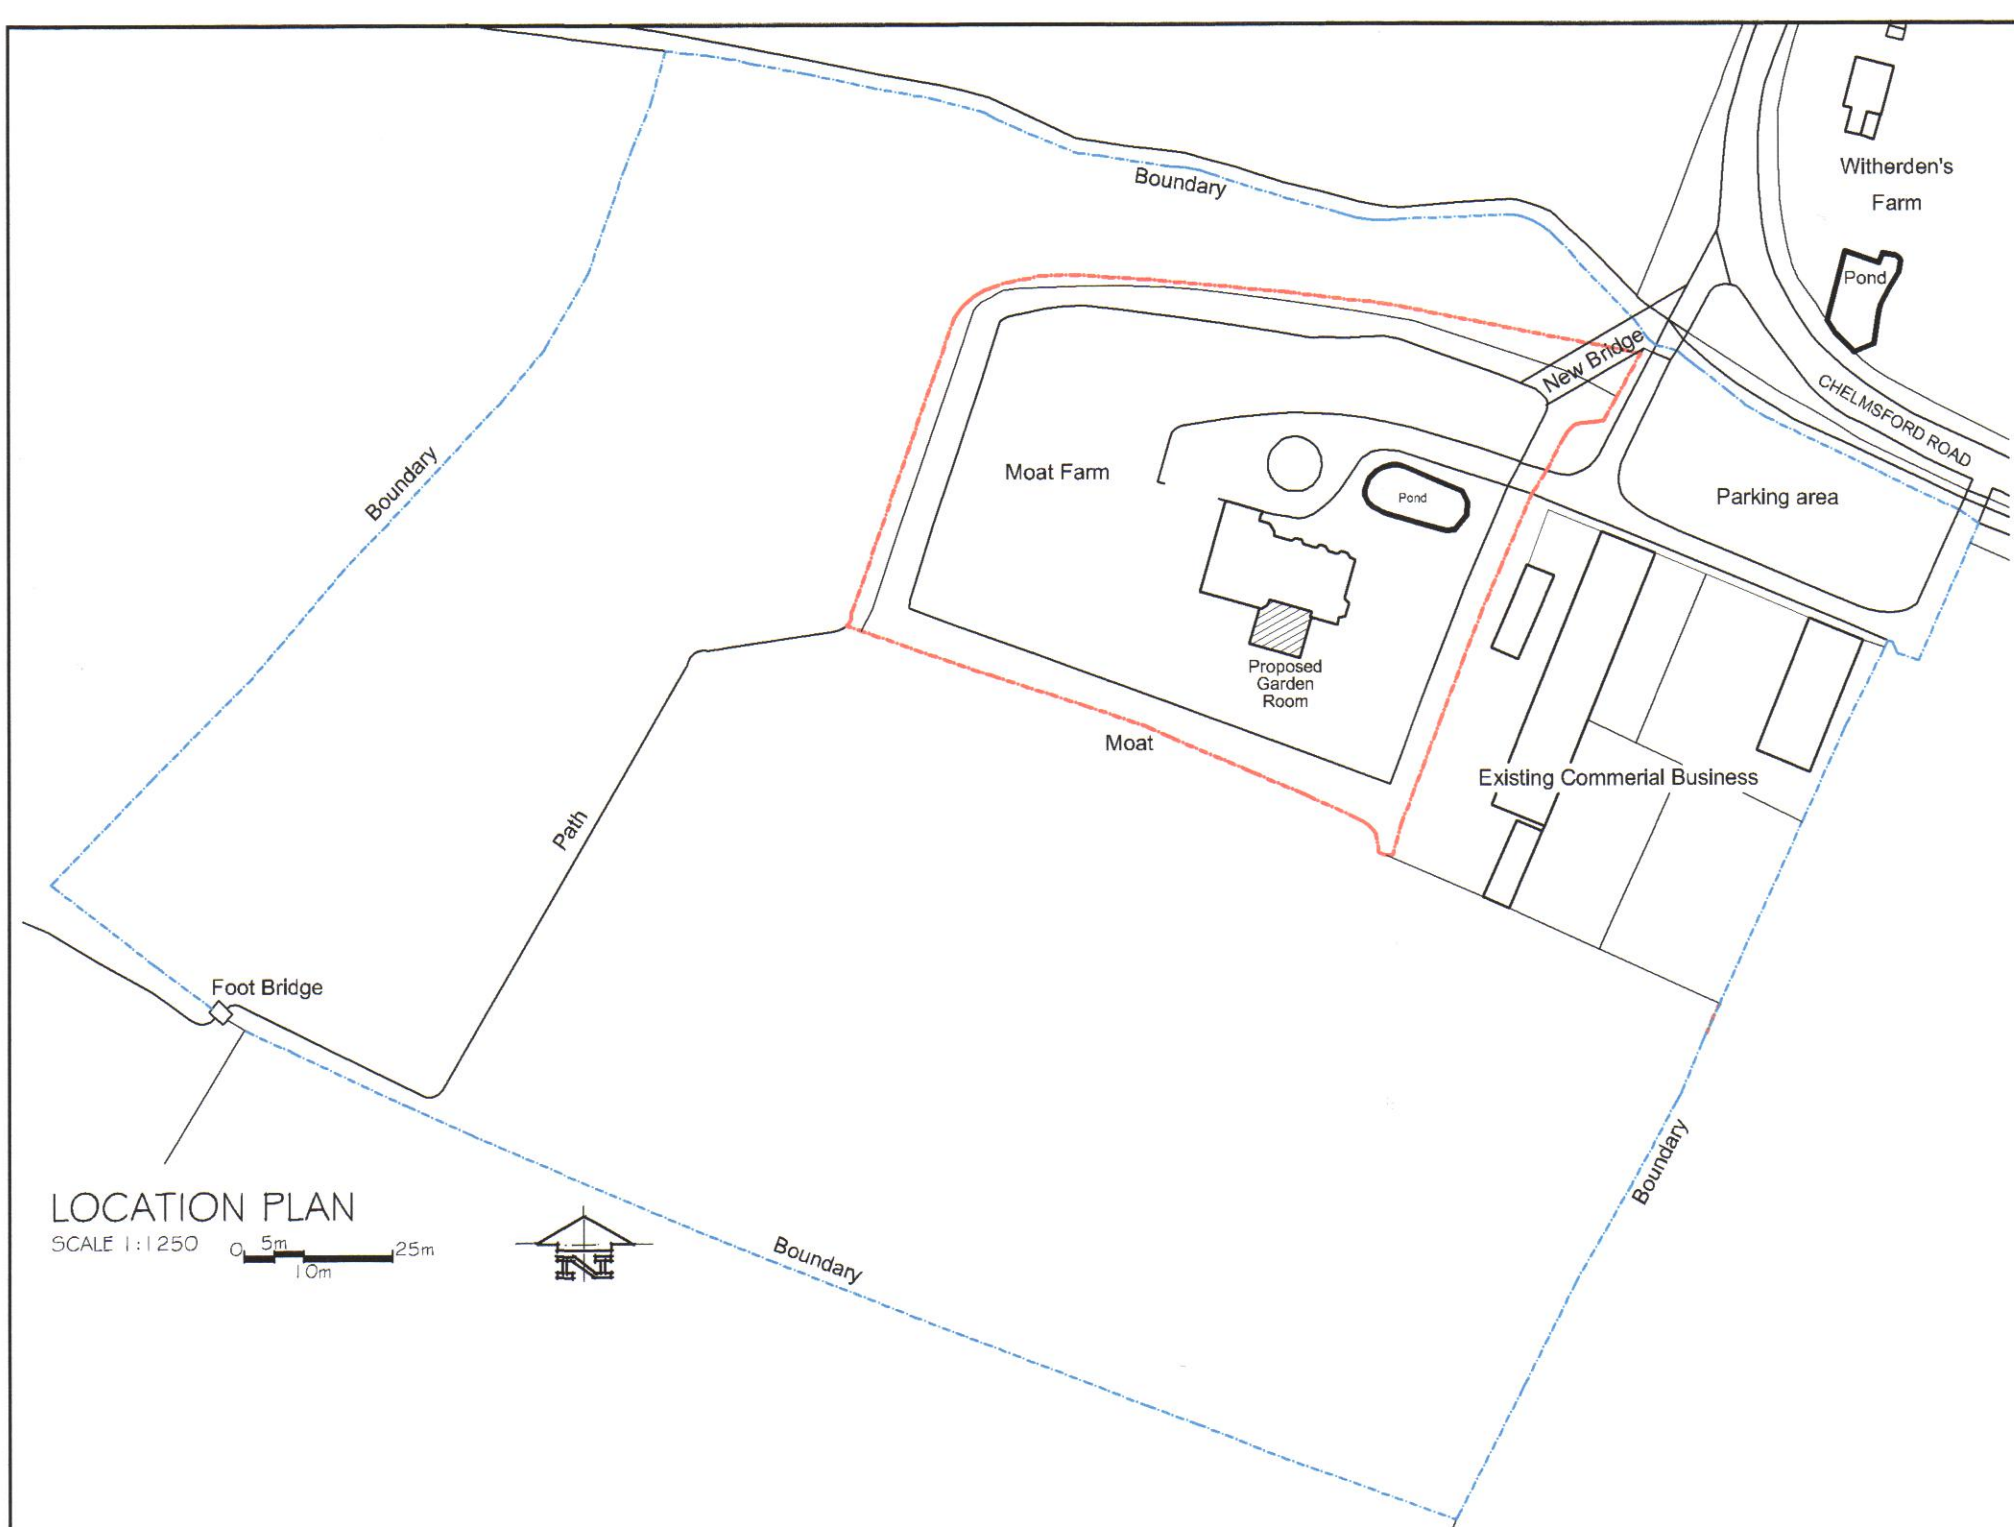 Witherden's
Farm
Boundary
Pond
New Bridge
CHELMSFORD ROAD
Boundary
Moat Farm
Pond
Parking area
Proposed
Garden
Room
Moat
Existing Commerial Business
Path
Foot Bridge
Boundary
LOCATION PLAN
SCALE 1:1250
0 5m 25m
10m
Boundary
N